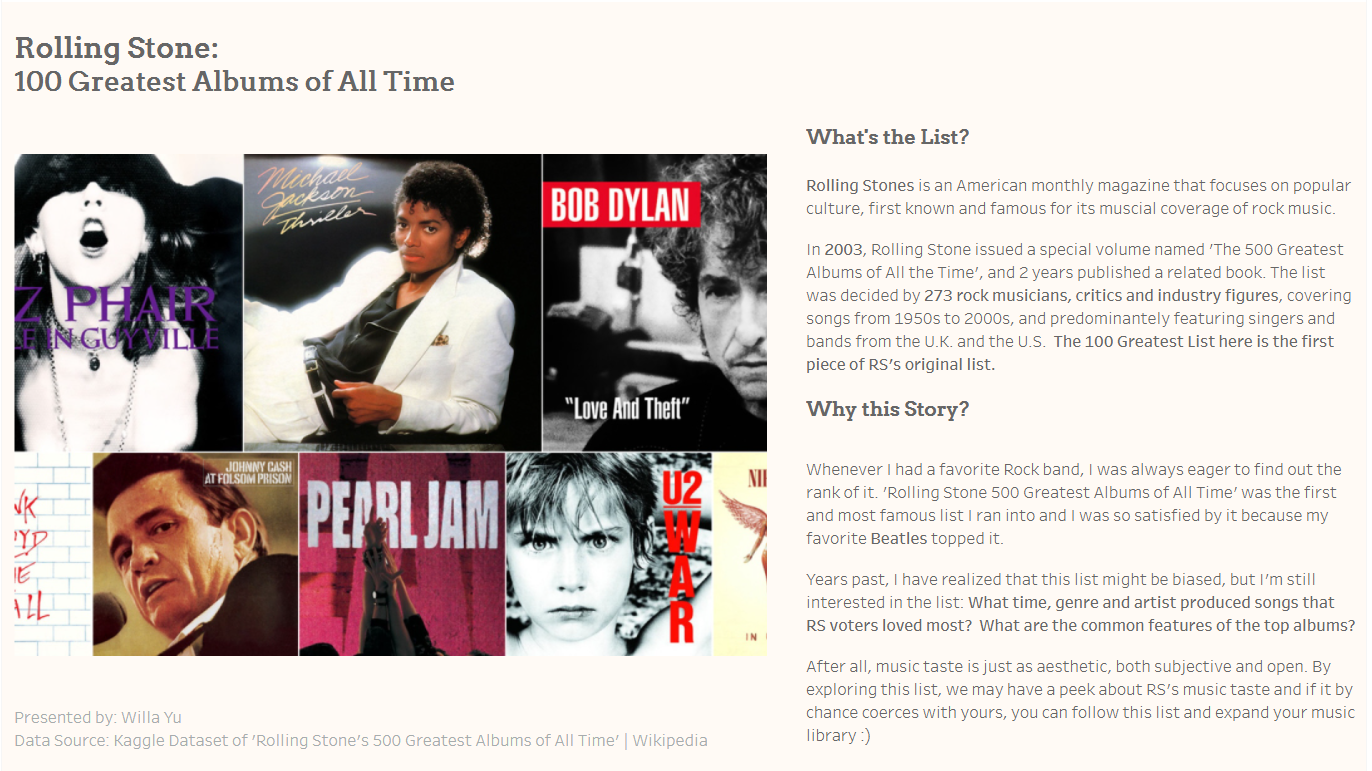 Rolling Stone:
100 Greatest Albums of All Time
Z PHAIR
E IN GUYVILLE
Michael
Jackson
Thriller
BOB DYLAN
"Love And Theft"
NK
YD
HE
ALL
JOHNNY CASH
AT FOLSOM PRISON
PEARL JAM
U2
WAR
NI
IN
What's the List?
Rolling Stones is an American monthly magazine that focuses on popular
culture, first known and famous for its muscial coverage of rock music.
In 2003, Rolling Stone issued a special volume named ‘The 500 Greatest
Albums of All the Time’, and 2 years published a related book. The list
was decided by 273 rock musicians, critics and industry figures, covering
songs from 1950s to 2000s, and predominantely featuring singers and
bands from the U.K. and the U.S.  The 100 Greatest List here is the first
piece of RS’s original list.
Why this Story?
Whenever I had a favorite Rock band, I was always eager to find out the
rank of it. ‘Rolling Stone 500 Greatest Albums of All Time’ was the first
and most famous list I ran into and I was so satisfied by it because my
favorite Beatles topped it.
Years past, I have realized that this list might be biased, but I’m still
interested in the list: What time, genre and artist produced songs that
RS voters loved most?  What are the common features of the top albums?
After all, music taste is just as aesthetic, both subjective and open. By
exploring this list, we may have a peek about RS’s music taste and if it by
chance coerces with yours, you can follow this list and expand your music
library :)
Presented by: Willa Yu
Data Source: Kaggle Dataset of ‘Rolling Stone’s 500 Greatest Albums of All Time’ | Wikipedia